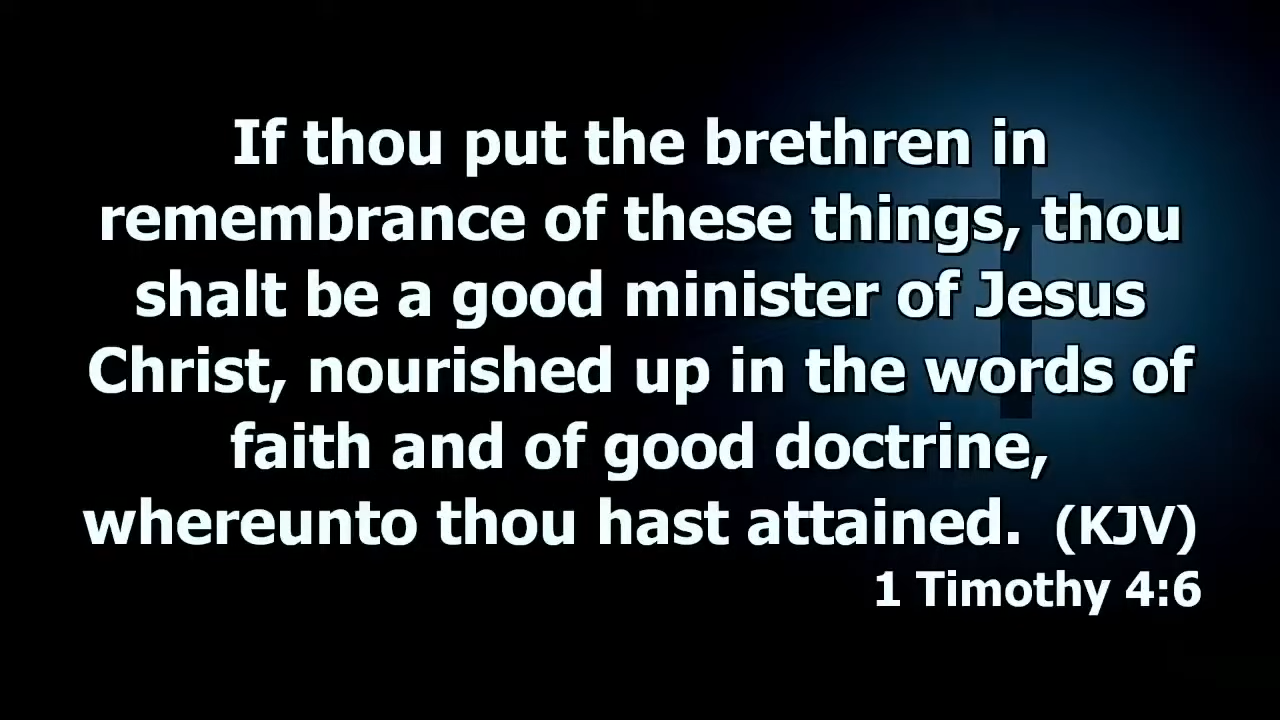 If thou put the brethren in
remembrance of these things, thou
shalt be a good minister of Jesus
Christ, nourished up in the words of
faith and of good doctrine,
whereunto thou hast attained. (KJV)
1 Timothy 4:6